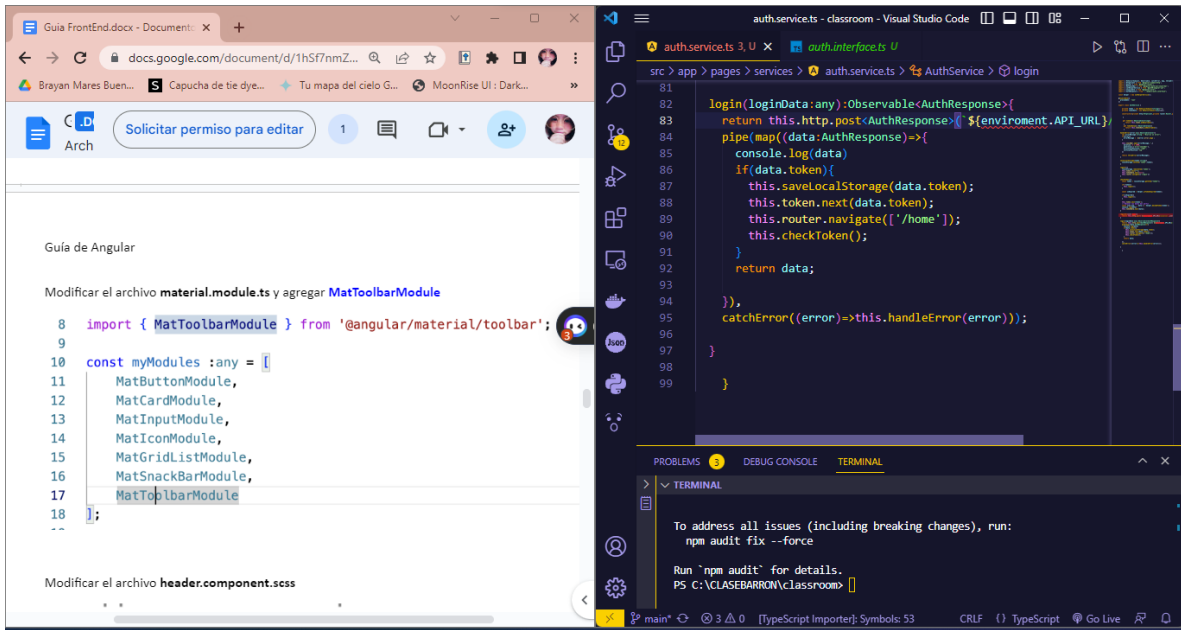 Guia FrontEnd.docx - Documento
docs.google.com/document/d/1hSf7nmZ...
Brayan Mares Buen...
S Capucha de tie dye...
Tu mapa del cielo G...
MoonRise UI : Dark...
»
.D
Arch
Solicitar permiso para editar
1
Guía de Angular
Modificar el archivo material.module.ts y agregar MatToolbarModule
8 import { MatToolbarModule } from '@angular/material/toolbar';
9
10 const myModules :any = [
11 MatButtonModule,
12 MatCardModule,
13 MatInputModule,
14 MatIconModule,
15 MatGridListModule,
16 MatSnackBarModule,
17 MatToolbarModule
18 ];
3
Modificar el archivo header.component.scss
auth.service.ts - classroom - Visual Studio Code
auth.service.ts 3, U
auth.interface.ts U
src > app > pages > services > auth.service.ts > AuthService > login
81
82 login(loginData:any):Observable<AuthResponse>{
83 return this.http.post<AuthResponse>(`${enviroment.API_URL}/
84 pipe(map((data:AuthResponse)=>{
85 console.log(data)
86 if(data.token){
87 this.saveLocalStorage(data.token);
88 this.token.next(data.token);
89 this.router.navigate(['/home']);
90 this.checkToken();
91 }
92 return data;
93
94 }),
95 catchError((error)=>this.handleError(error)));
96
97 }
98
99 }
12
Json
PROBLEMS 3 DEBUG CONSOLE TERMINAL
TERMINAL
To address all issues (including breaking changes), run:
npm audit fix --force
Run `npm audit` for details.
PS C:\CLASEBARRON\classroom>
main* 3 0 [TypeScript Importer]: Symbols: 53 CRLF {} TypeScript Go Live